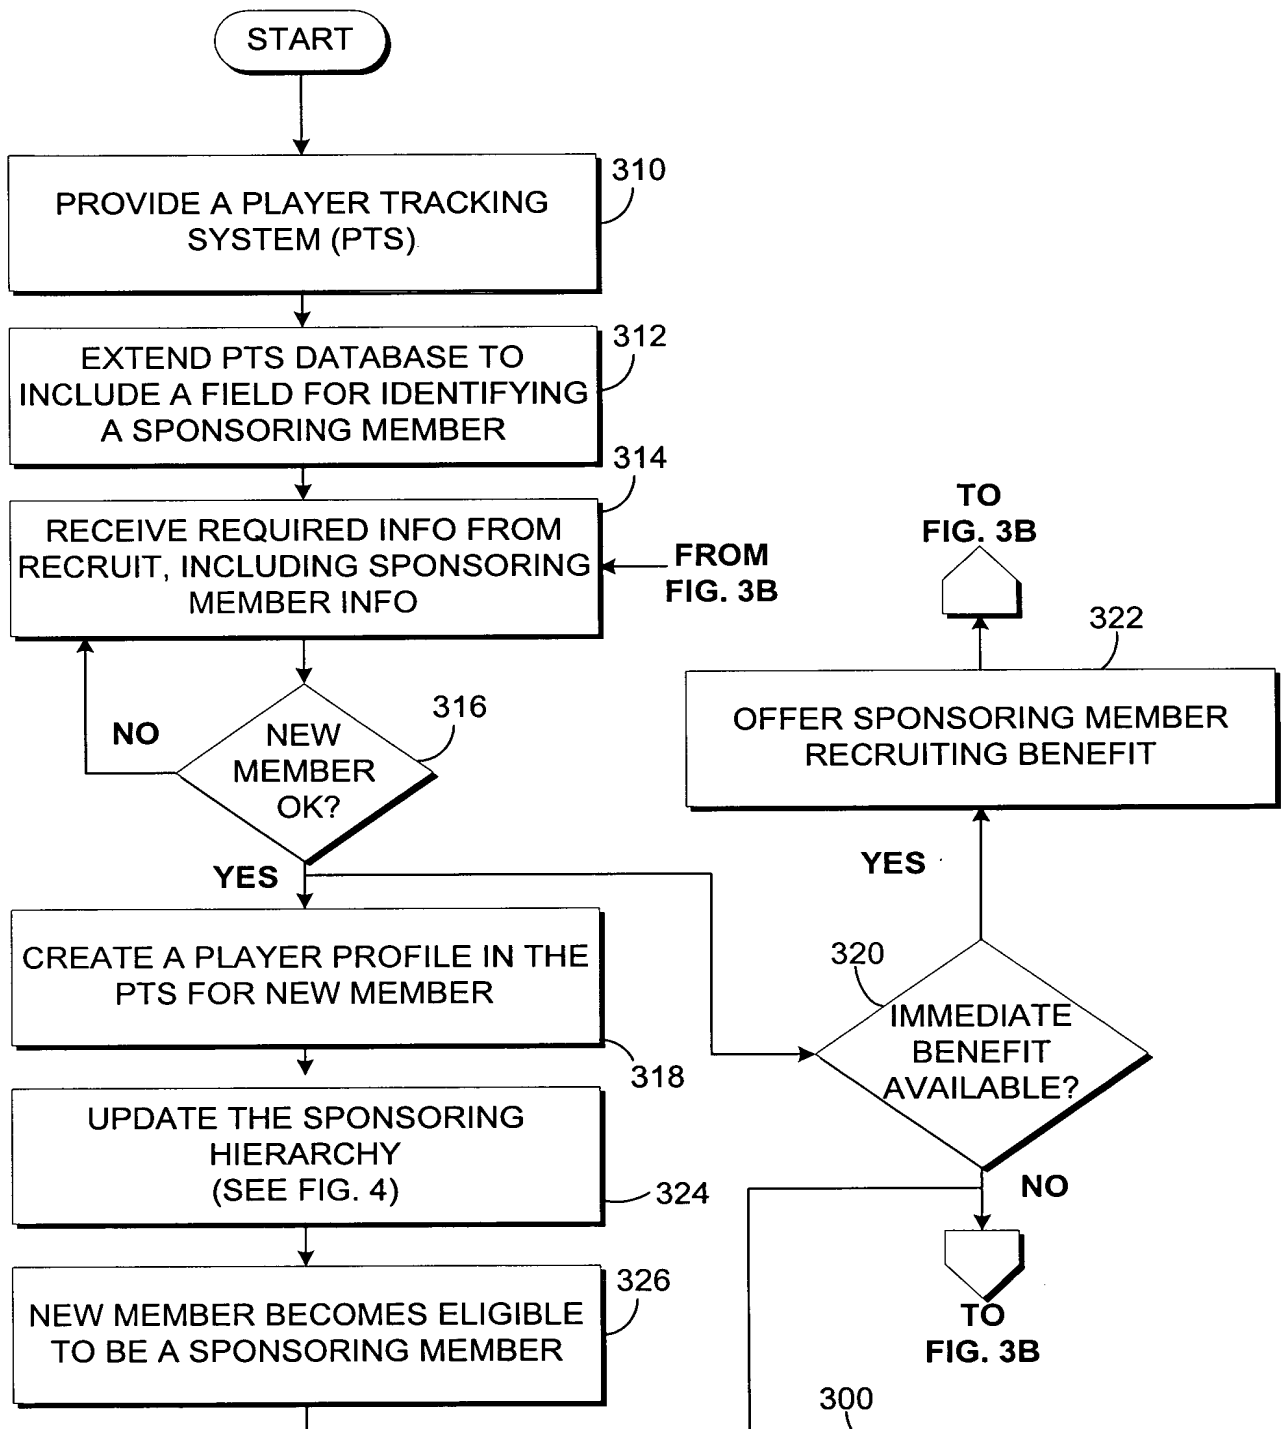 START
310
PROVIDE A PLAYER TRACKING
SYSTEM (PTS)
312
EXTEND PTS DATABASE TO
INCLUDE A FIELD FOR IDENTIFYING
A SPONSORING MEMBER
314
RECEIVE REQUIRED INFO FROM
RECRUIT, INCLUDING SPONSORING
MEMBER INFO
FROM
FIG. 3B
316
NEW
MEMBER
OK?
NO
YES
CREATE A PLAYER PROFILE IN THE
PTS FOR NEW MEMBER
318
UPDATE THE SPONSORING
HIERARCHY
(SEE FIG. 4)
324
326
NEW MEMBER BECOMES ELIGIBLE
TO BE A SPONSORING MEMBER
TO
FIG. 3B
322
OFFER SPONSORING MEMBER
RECRUITING BENEFIT
YES
320
IMMEDIATE
BENEFIT
AVAILABLE?
NO
TO
FIG. 3B
300